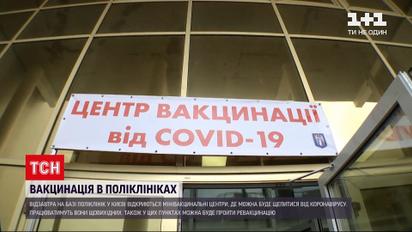 1+1
ТИ НЕ ОДИН
ЦЕНТР ВАКЦИНАЦІЇ
від COVID-19
ТСН
ВАКЦИНАЦІЯ В ПОЛІКЛІНІКАХ
ВІДЗАВТРА НА БАЗІ ПОЛІКЛІНІК У КИЄВІ ВІДКРИЮТЬСЯ МІНІВАКЦИНАЛЬНІ ЦЕНТРИ, ДЕ МОЖНА БУДЕ ЩЕПИТИСЯ ВІД КОРОНАВІРУСУ.
ПРАЦЮВАТИМУТЬ ВОНИ ЩОВИХІДНИХ. ТАКОЖ У ЦИХ ПУНКТАХ МОЖНА БУДЕ ПРОЙТИ РЕВАКЦИНАЦІЮ